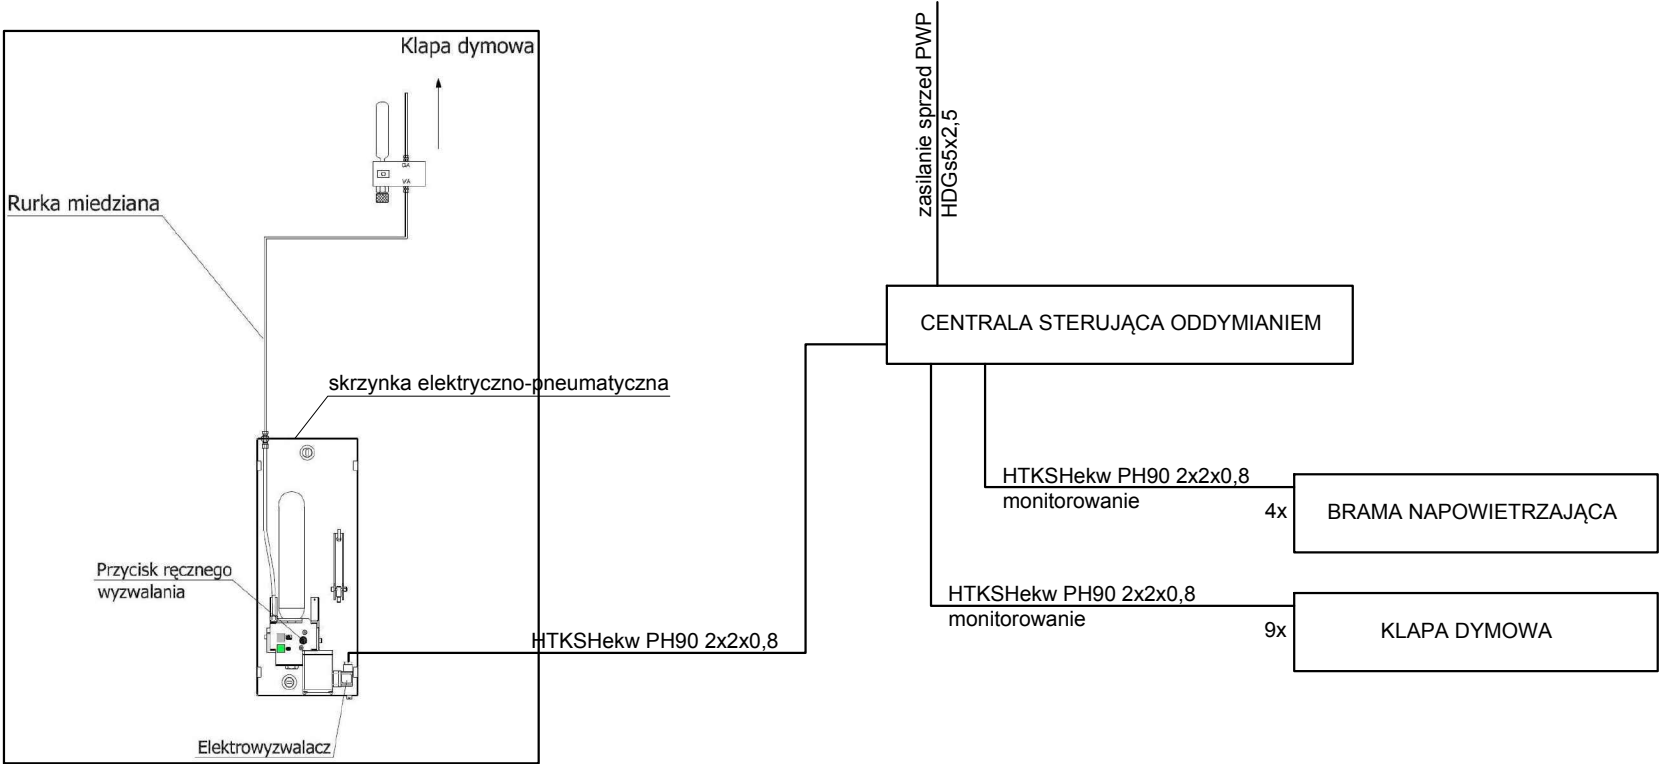 Klapa dymowa
Rurka miedziana
skrzynka elektryczno-pneumatyczna
Przycisk ręcznego
wyzwalania
Elektrowyzwalacz
HTKSHekw PH90 2x2x0,8
zasilanie sprzed PWP
HDGs5x2,5
CENTRALA STERUJĄCA ODDYMIANIEM
HTKSHekw PH90 2x2x0,8
monitorowanie
4x
BRAMA NAPOWIETRZAJĄCA
HTKSHekw PH90 2x2x0,8
monitorowanie
9x
KLAPA DYMOWA